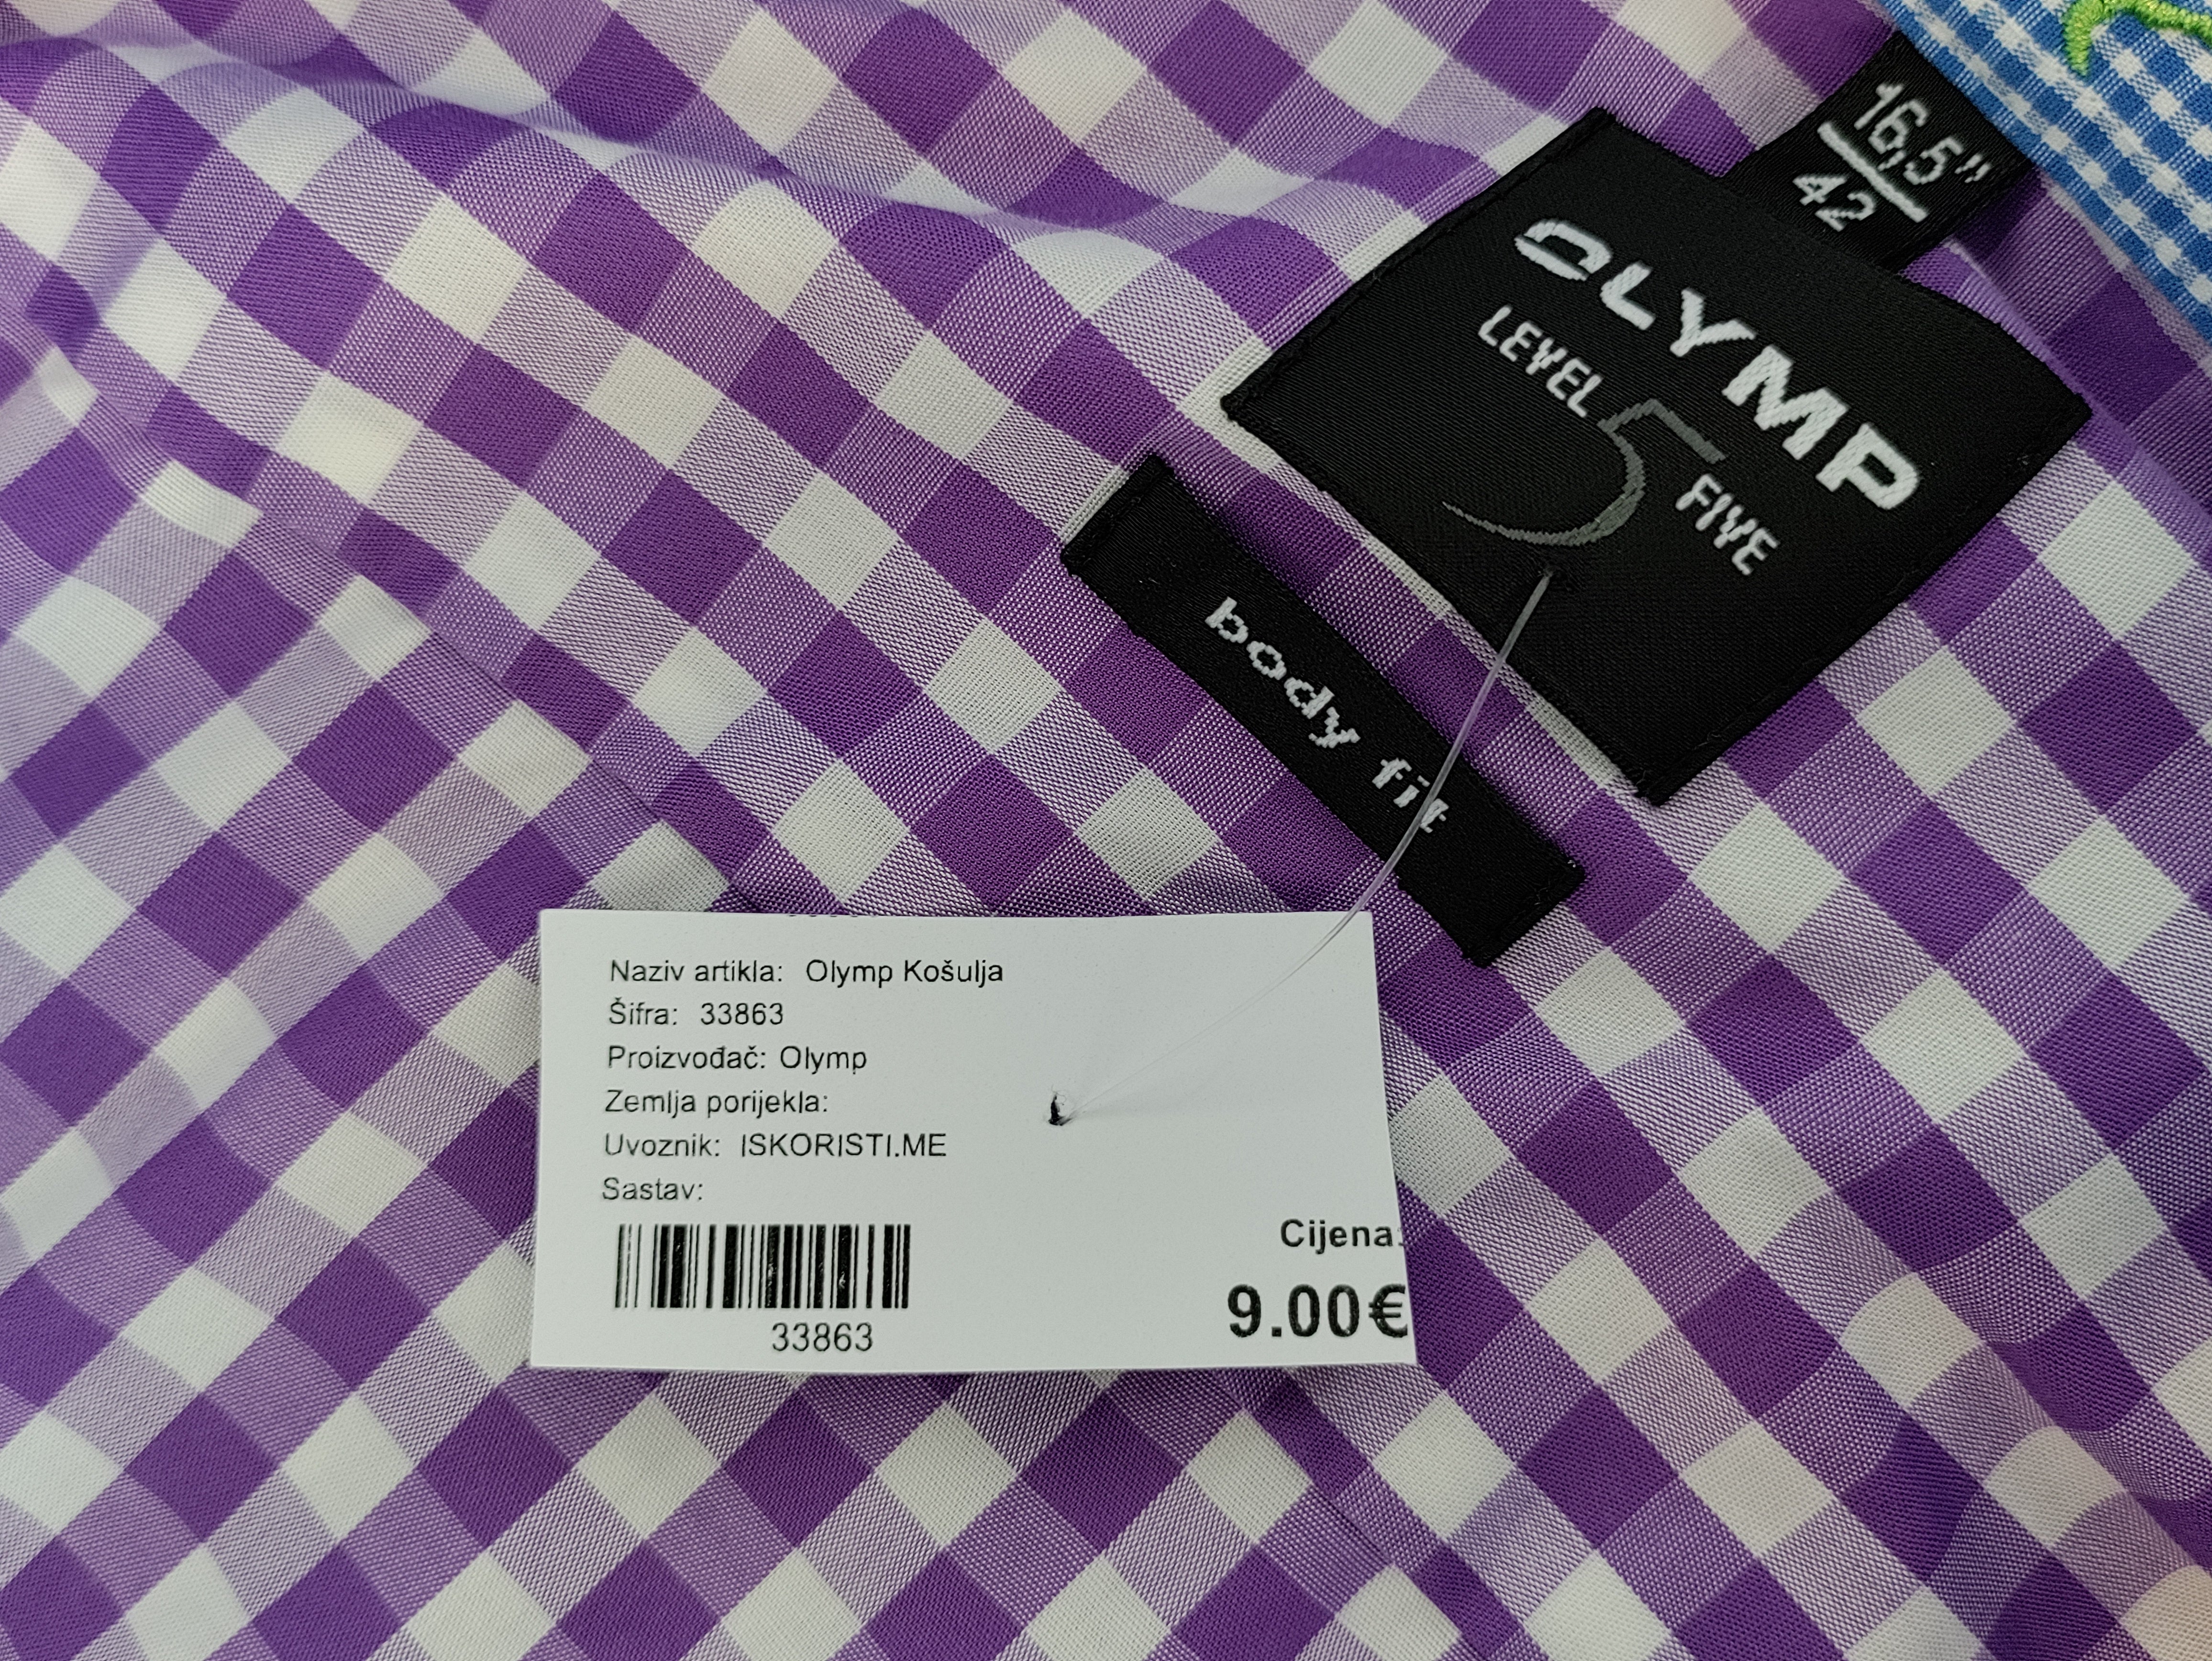 16,5"
42
OLYMP
LEVEL 5 FIVE
body fit
Naziv artikla: Olymp Košulja
Šifra: 33863
Proizvođač: Olymp
Zemlja porijekla:
Uvoznik: ISKORISTI.ME
Sastav:
33863
Cijena:
9.00€